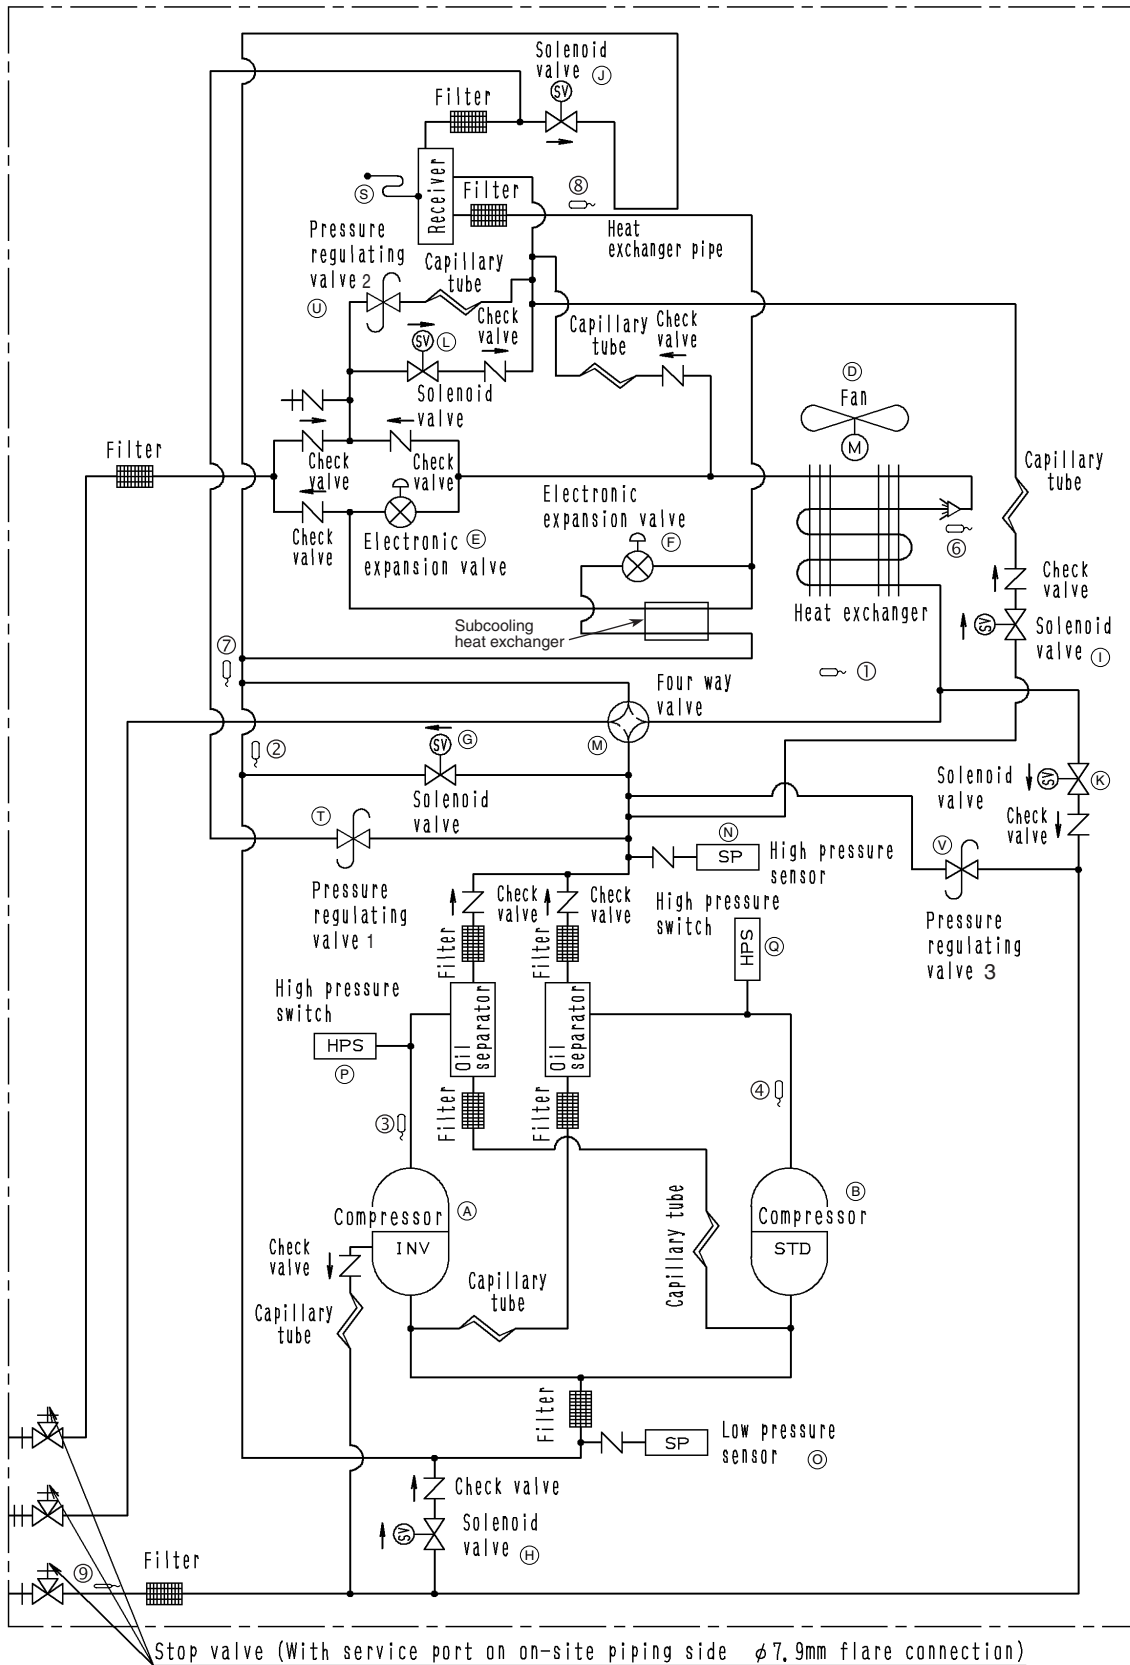 Solenoid
valve Ⓙ
SV
Filter
Receiver
Ⓢ
Filter
⑧
Heat
exchanger pipe
Pressure
regulating
valve 2
Ⓤ
Capillary
tube
SV Ⓛ
Check
valve
Solenoid
valve
Capillary
tube
Check
valve
Ⓓ
Fan
M
Filter
Check
valve
Check
valve
Check
valve
Electronic Ⓔ
expansion valve
Electronic
expansion valve
Ⓕ
Capillary
tube
⑥
Heat exchanger
Check
valve
SV
Solenoid
valve Ⓘ
Subcooling
heat exchanger
⑦
①
Four way
valve
Ⓜ
②
SV Ⓖ
Solenoid
valve
Solenoid
valve
SV Ⓚ
Check
valve
Ⓣ
Pressure
regulating
valve 1
Ⓝ
SP
High pressure
sensor
Ⓥ
Pressure
regulating
valve 3
Check
valve
Check
valve
High pressure
switch
HPS
Ⓠ
Filter
Filter
High pressure
switch
HPS
Ⓟ
Oil
separator
Oil
separator
③
Filter
Filter
④
Compressor Ⓐ
INV
Ⓑ
Compressor
STD
Check
valve
Capillary
tube
Capillary
tube
Capillary tube
Filter
SP
Low pressure
sensor Ⓞ
Check valve
SV
Solenoid
valve Ⓗ
⑨
Filter
Stop valve (With service port on on-site piping side φ7.9mm flare connection)